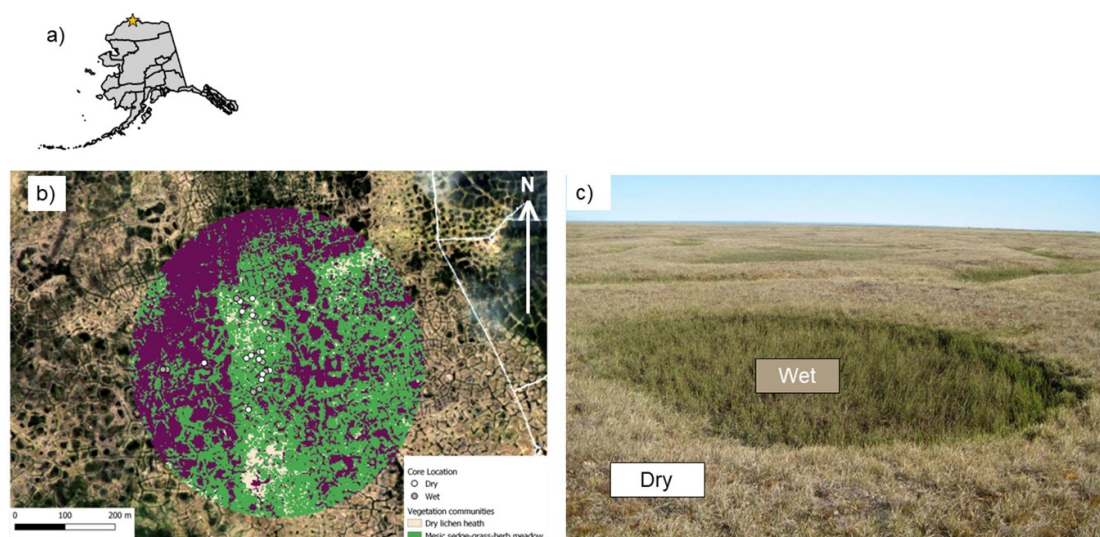 a)
b)
N
0 100 200 m
Core Location
Dry
Wet
Vegetation communities
Dry lichen heath
Mesic sedge-grass-herb meadow
c)
Wet
Dry